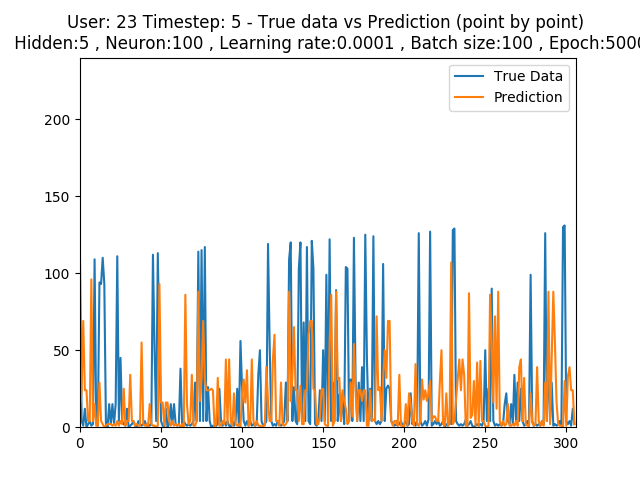 User: 23 Timestep: 5 - True data vs Prediction (point by point)
Hidden:5 , Neuron:100 , Learning rate:0.0001 , Batch size:100 , Epoch:5000
True Data
Prediction
200
150
100
50
0
0 50 100 150 200 250 300